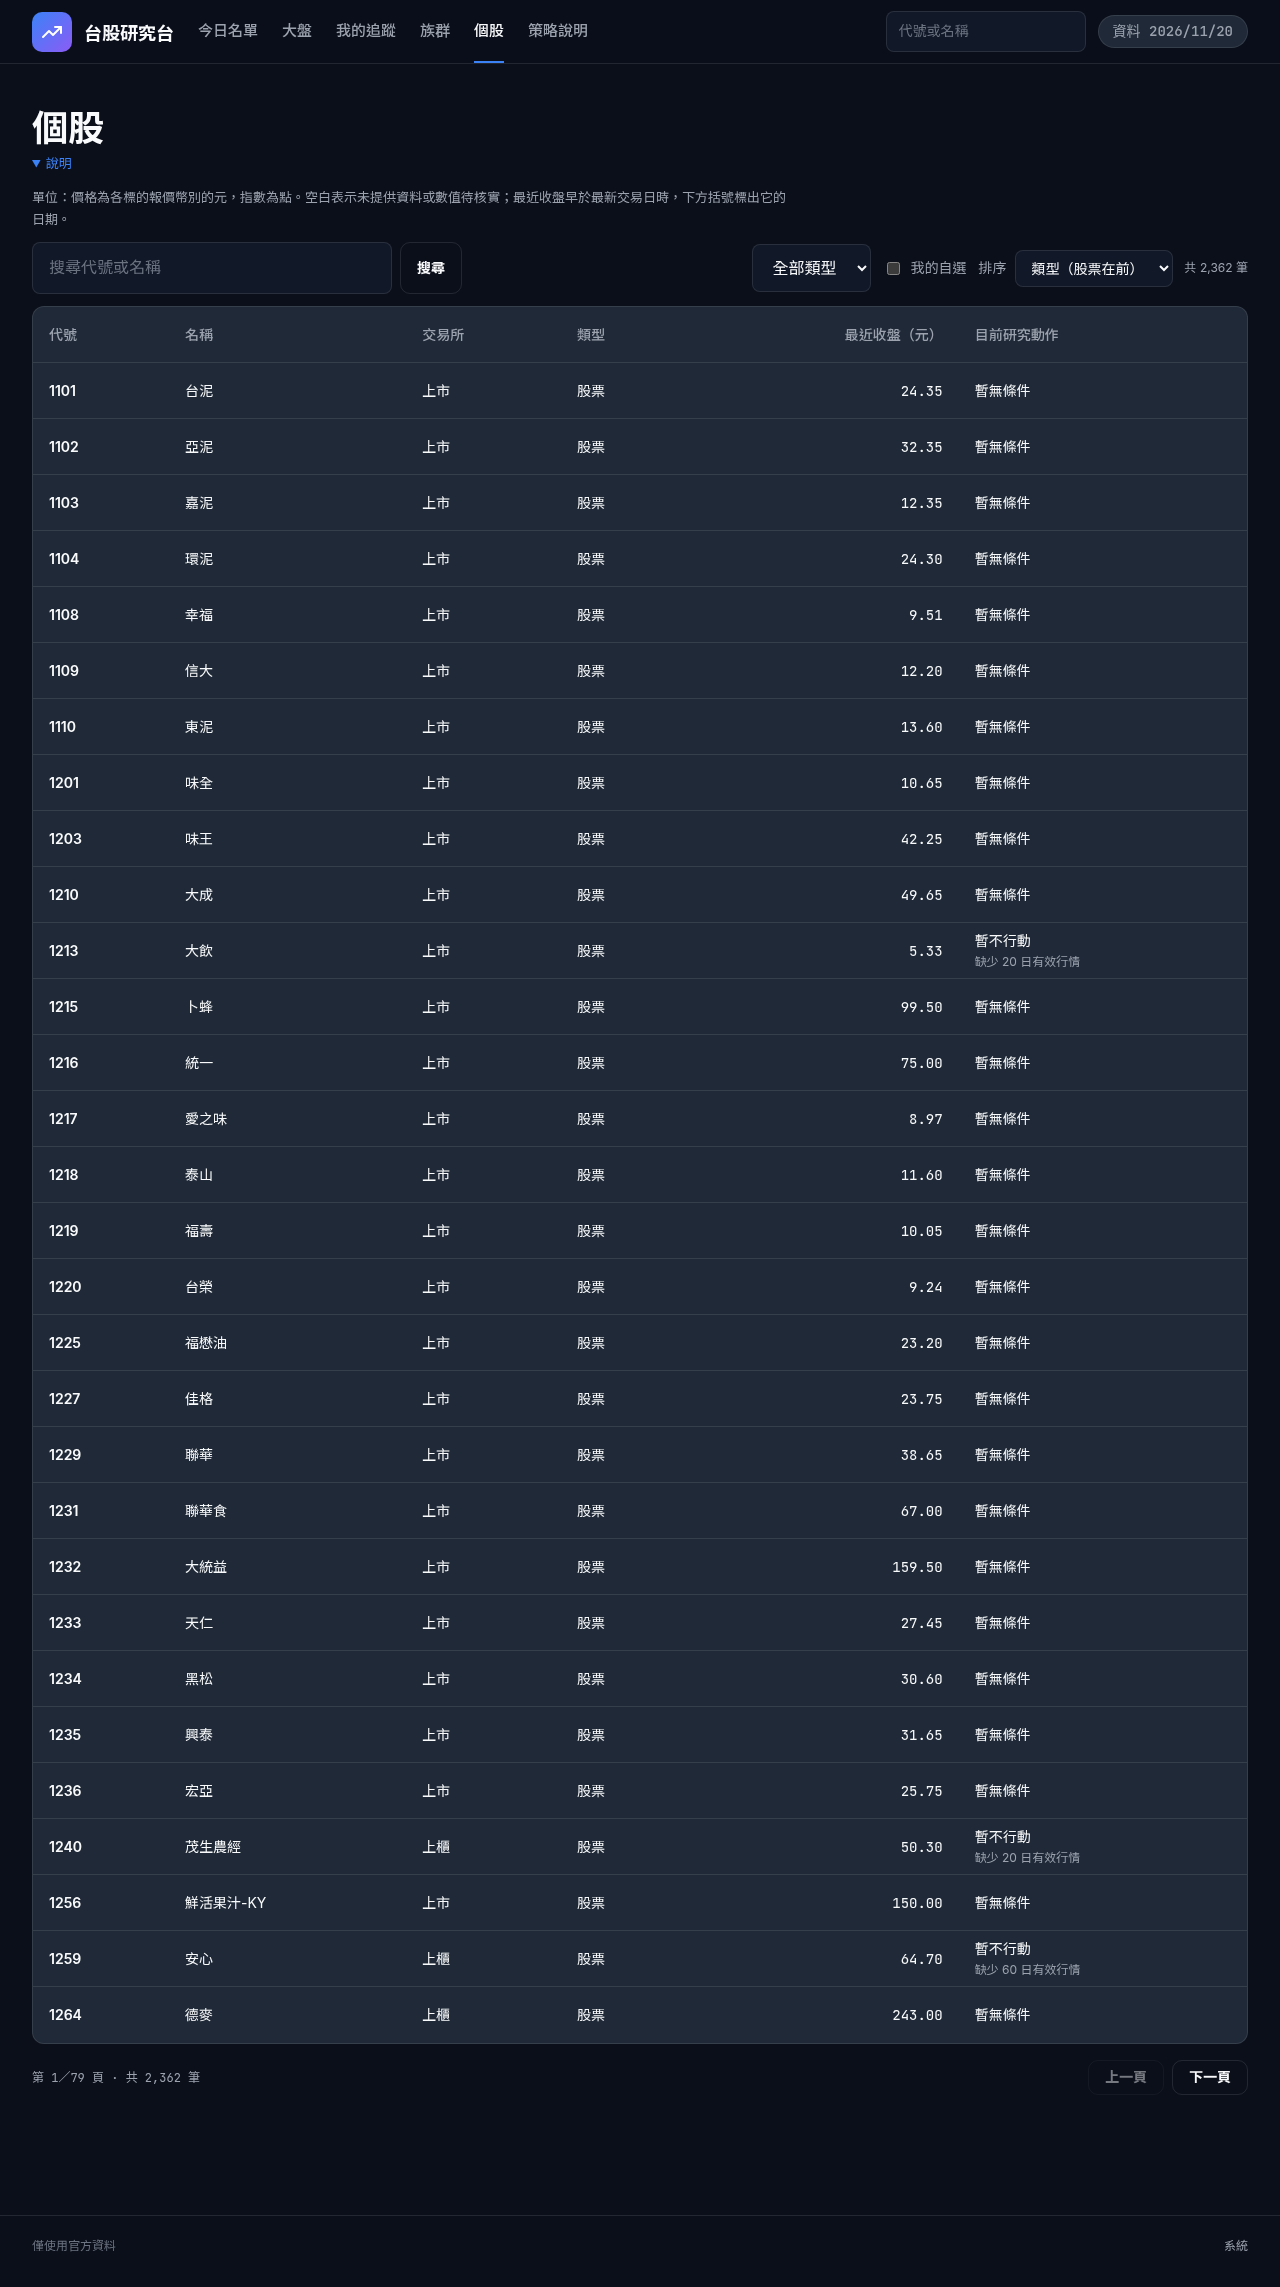 台股研究台 今日名單 大盤 我的追蹤 族群 個股 策略說明 代號或名稱 資料 2026/11/20
個股
▼ 說明
單位：價格為各標的報價幣別的元，指數為點。空白表示未提供資料或數值待核實；最近收盤早於最新交易日時，下方括號標出它的
日期。
搜尋代號或名稱 搜尋 全部類型 我的自選 排序 類型（股票在前） 共 2,362 筆
代號 名稱 交易所 類型 最近收盤（元） 目前研究動作
1101 台泥 上市 股票 24.35 暫無條件
1102 亞泥 上市 股票 32.35 暫無條件
1103 嘉泥 上市 股票 12.35 暫無條件
1104 環泥 上市 股票 24.30 暫無條件
1108 幸福 上市 股票 9.51 暫無條件
1109 信大 上市 股票 12.20 暫無條件
1110 東泥 上市 股票 13.60 暫無條件
1201 味全 上市 股票 10.65 暫無條件
1203 味王 上市 股票 42.25 暫無條件
1210 大成 上市 股票 49.65 暫無條件
1213 大飲 上市 股票 5.33 暫不行動
缺少 20 日有效行情
1215 卜蜂 上市 股票 99.50 暫無條件
1216 統一 上市 股票 75.00 暫無條件
1217 愛之味 上市 股票 8.97 暫無條件
1218 泰山 上市 股票 11.60 暫無條件
1219 福壽 上市 股票 10.05 暫無條件
1220 台榮 上市 股票 9.24 暫無條件
1225 福懋油 上市 股票 23.20 暫無條件
1227 佳格 上市 股票 23.75 暫無條件
1229 聯華 上市 股票 38.65 暫無條件
1231 聯華食 上市 股票 67.00 暫無條件
1232 大統益 上市 股票 159.50 暫無條件
1233 天仁 上市 股票 27.45 暫無條件
1234 黑松 上市 股票 30.60 暫無條件
1235 興泰 上市 股票 31.65 暫無條件
1236 宏亞 上市 股票 25.75 暫無條件
1240 茂生農經 上櫃 股票 50.30 暫不行動
缺少 20 日有效行情
1256 鮮活果汁-KY 上市 股票 150.00 暫無條件
1259 安心 上櫃 股票 64.70 暫不行動
缺少 60 日有效行情
1264 德麥 上櫃 股票 243.00 暫無條件
第 1／79 頁 · 共 2,362 筆 上一頁 下一頁
僅使用官方資料 系統